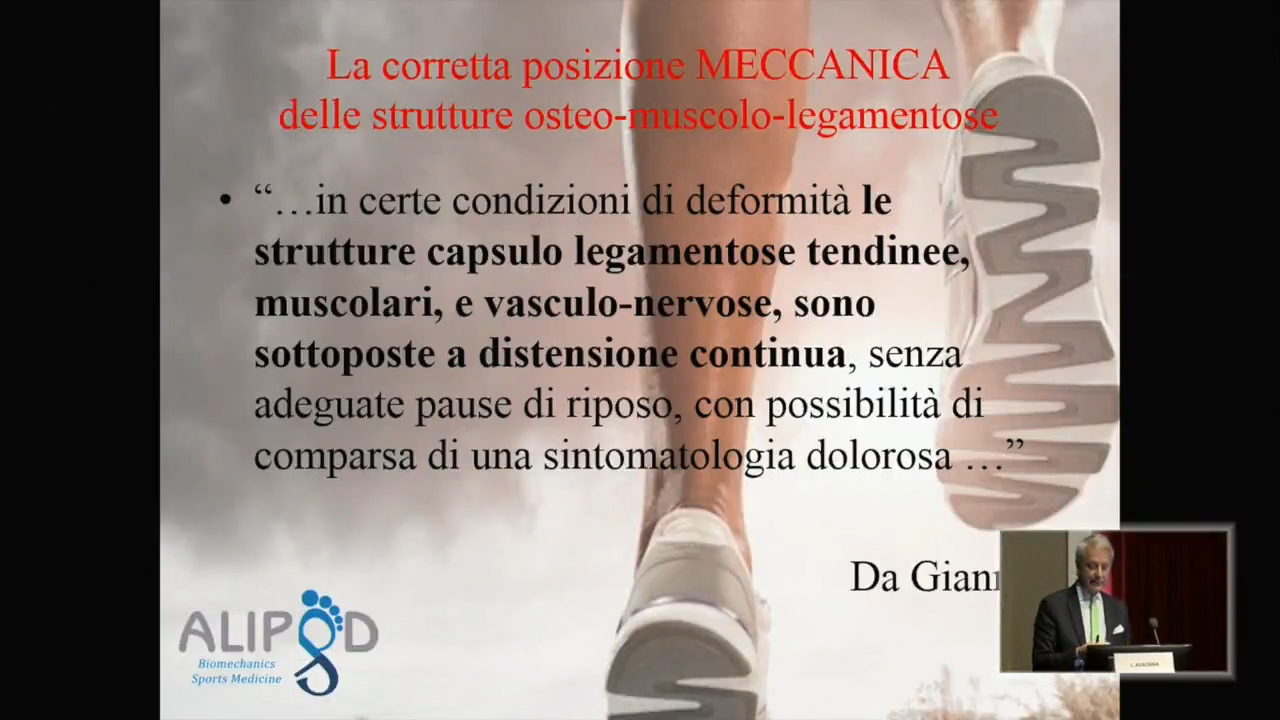 La corretta posizione MECCANICA
delle strutture osteo-muscolo-legamentose
• “…in certe condizioni di deformità le
strutture capsulo legamentose tendinee,
muscolari, e vasculo-nervose, sono
sottoposte a distensione continua, senza
adeguate pause di riposo, con possibilità di
comparsa di una sintomatologia dolorosa …”
Da
ALIPOD
Biomechanics
Sports Medicine